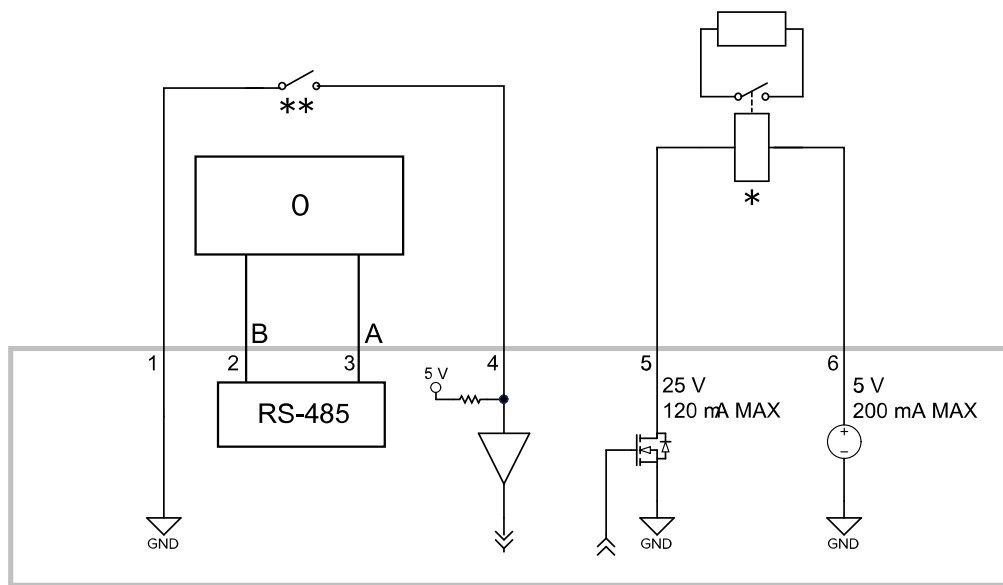 **
0
*
B
A
1
2
3
4
5
6
RS-485
5 V
25 V
120 mA MAX
5 V
200 mA MAX
+
−
GND
GND
GND